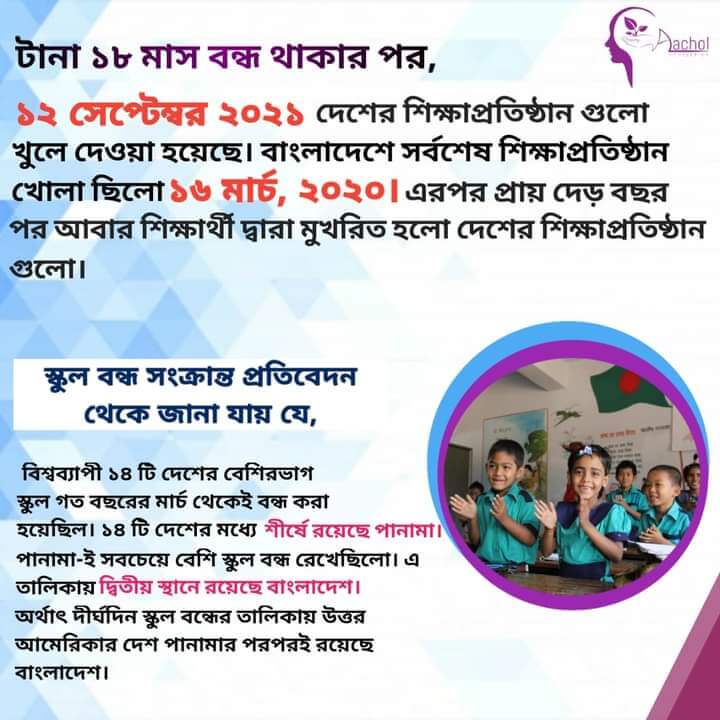 Aachol
টানা ১৮ মাস বন্ধ থাকার পর,
১২ সেপ্টেম্বর ২০২১ দেশের শিক্ষাপ্রতিষ্ঠান গুলো
খুলে দেওয়া হয়েছে। বাংলাদেশে সর্বশেষ শিক্ষাপ্রতিষ্ঠান
খোলা ছিলো ১৬ মার্চ, ২০২০। এরপর প্রায় দেড় বছর
পর আবার শিক্ষার্থী দ্বারা মুখরিত হলো দেশের শিক্ষাপ্রতিষ্ঠান
গুলো।
স্কুল বন্ধ সংক্রান্ত প্রতিবেদন
থেকে জানা যায় যে,
বিশ্বব্যাপী ১৪ টি দেশের বেশিরভাগ
স্কুল গত বছরের মার্চ থেকেই বন্ধ করা
হয়েছিল। ১৪ টি দেশের মধ্যে শীর্ষে রয়েছে পানামা।
পানামা-ই সবচেয়ে বেশি স্কুল বন্ধ রেখেছিলো। এ
তালিকায় দ্বিতীয় স্থানে রয়েছে বাংলাদেশ।
অর্থাৎ দীর্ঘদিন স্কুল বন্ধের তালিকায় উত্তর
আমেরিকার দেশ পানামার পরপরই রয়েছে
বাংলাদেশ।